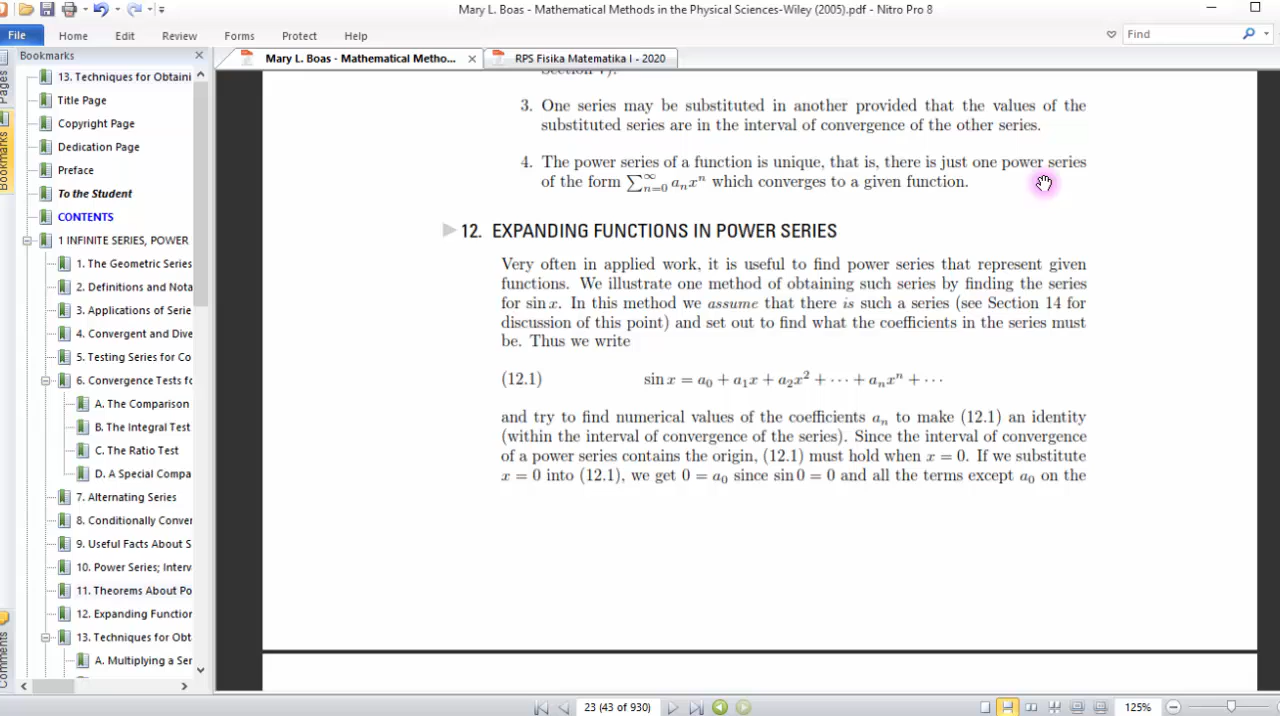 Mary L. Boas - Mathematical Methods in the Physical Sciences-Wiley (2005).pdf - Nitro Pro 8
File Home Edit Review Forms Protect Help Find
Bookmarks
Mary L. Boas - Mathematical Metho... RPS Fisika Matematika I - 2020
Pages
Bookmarks
Comments
13. Techniques for Obtaini
Title Page
Copyright Page
Dedication Page
Preface
To the Student
CONTENTS
1 INFINITE SERIES, POWER
1. The Geometric Series
2. Definitions and Nota
3. Applications of Serie
4. Convergent and Dive
5. Testing Series for Co
6. Convergence Tests fo
A. The Comparison
B. The Integral Test
C. The Ratio Test
D. A Special Compa
7. Alternating Series
8. Conditionally Conver
9. Useful Facts About S
10. Power Series; Interv
11. Theorems About Po
12. Expanding Function
13. Techniques for Obt
A. Multiplying a Ser
3. One series may be substituted in another provided that the values of the
substituted series are in the interval of convergence of the other series.
4. The power series of a function is unique, that is, there is just one power series
of the form ∑_{n=0}^∞ aₙxⁿ which converges to a given function.
12. EXPANDING FUNCTIONS IN POWER SERIES
Very often in applied work, it is useful to find power series that represent given
functions. We illustrate one method of obtaining such series by finding the series
for sin x. In this method we assume that there is such a series (see Section 14 for
discussion of this point) and set out to find what the coefficients in the series must
be. Thus we write
(12.1) sin x = a₀ + a₁x + a₂x² + ··· + aₙxⁿ + ···
and try to find numerical values of the coefficients aₙ to make (12.1) an identity
(within the interval of convergence of the series). Since the interval of convergence
of a power series contains the origin, (12.1) must hold when x = 0. If we substitute
x = 0 into (12.1), we get 0 = a₀ since sin 0 = 0 and all the terms except a₀ on the
23 (43 of 930) 125%